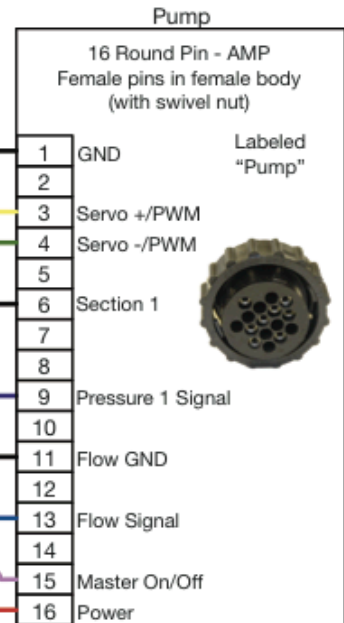 Pump
16 Round Pin - AMP
Female pins in female body
(with swivel nut)
Labeled
"Pump"
1 GND
2
3 Servo +/PWM
4 Servo -/PWM
5
6 Section 1
7
8
9 Pressure 1 Signal
10
11 Flow GND
12
13 Flow Signal
14
15 Master On/Off
16 Power